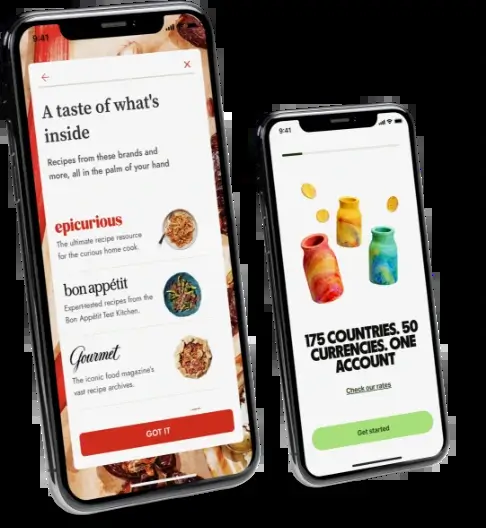 9:41
A taste of what's
inside
Recipes from these brands and
more, all in the palm of your hand
epicurious
The ultimate recipe resource
for the curious home cook.
bon appétit
Expert-tested recipes from the
Bon Appétit Test Kitchen.
Gourmet
The iconic food magazine's
vast recipe archives.
GOT IT
9:41
175 COUNTRIES. 50
CURRENCIES. ONE
ACCOUNT
Check our rates
Get started